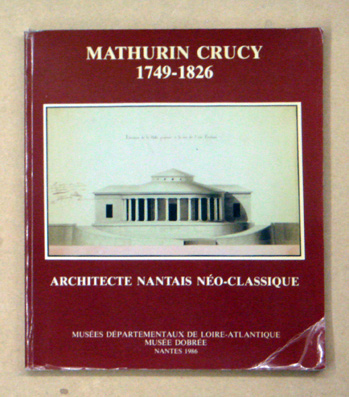 MATHURIN CRUCY
1749-1826
ARCHITECTE NANTAIS NÉO-CLASSIQUE
MUSÉES DÉPARTEMENTAUX DE LOIRE-ATLANTIQUE
MUSÉE DOBRÉE
NANTES 1986